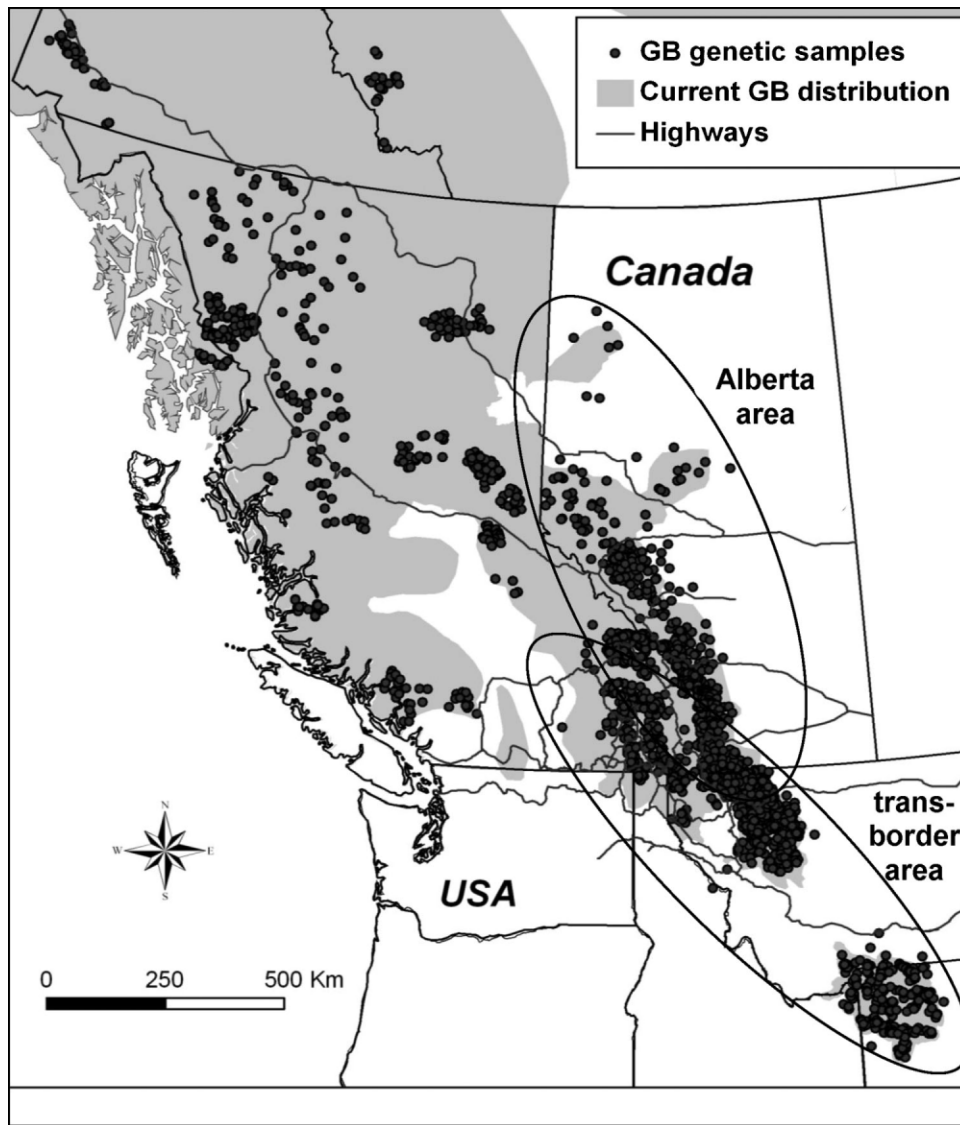 GB genetic samples
Current GB distribution
Highways
Canada
Alberta
area
trans-
border
area
USA
N
W E
S
0 250 500 Km